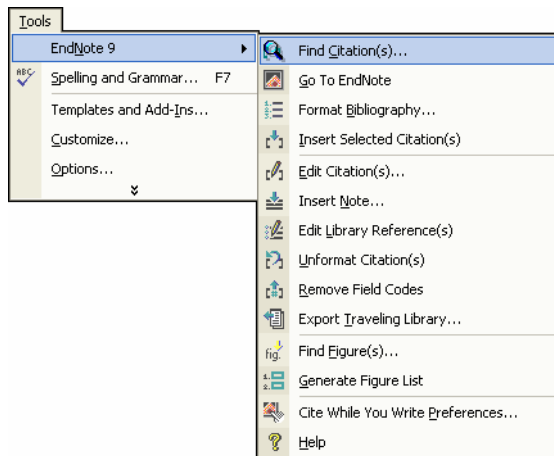 Tools
EndNote 9
Spelling and Grammar... F7
Templates and Add-Ins...
Customize...
Options...
Find Citation(s)...
Go To EndNote
Format Bibliography...
Insert Selected Citation(s)
Edit Citation(s)...
Insert Note...
Edit Library Reference(s)
Unformat Citation(s)
Remove Field Codes
Export Traveling Library...
Find Figure(s)...
Generate Figure List
Cite While You Write Preferences...
Help